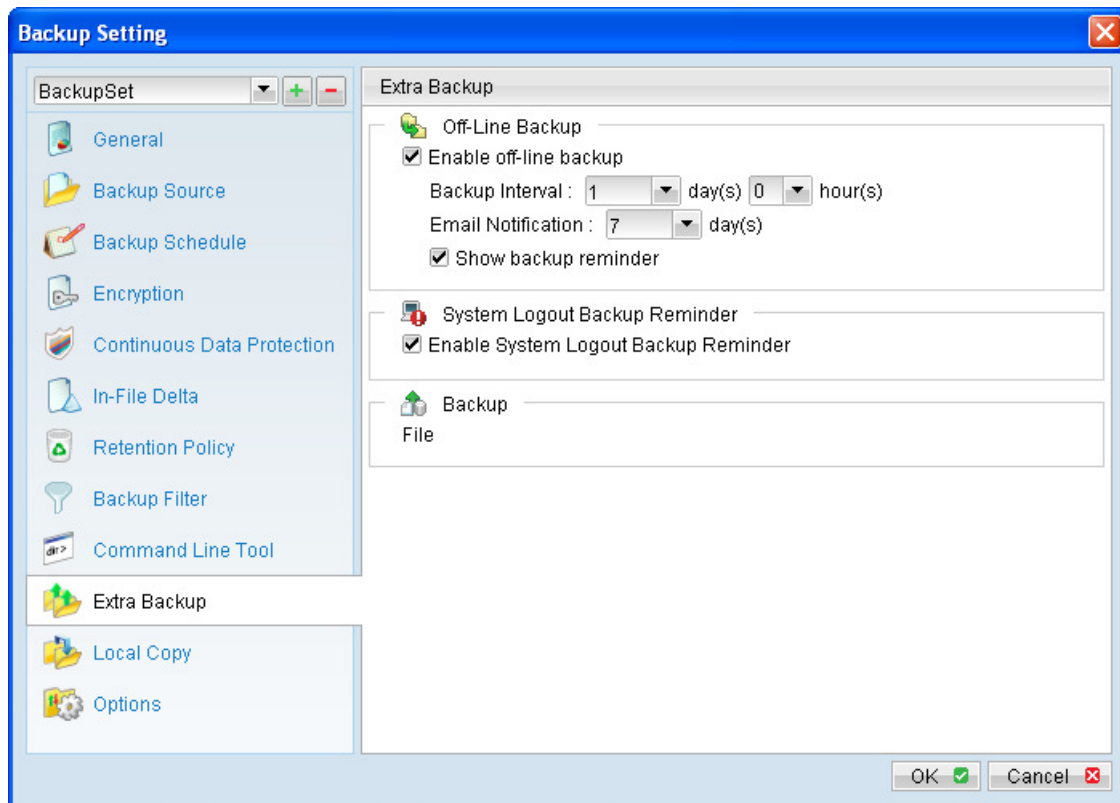 Backup Setting
BackupSet
General
Backup Source
Backup Schedule
Encryption
Continuous Data Protection
In-File Delta
Retention Policy
Backup Filter
dir>
Command Line Tool
Extra Backup
Local Copy
Options
Extra Backup
Off-Line Backup
Enable off-line backup
Backup Interval : 1 day(s) 0 hour(s)
Email Notification : 7 day(s)
Show backup reminder
System Logout Backup Reminder
Enable System Logout Backup Reminder
Backup
File
OK Cancel